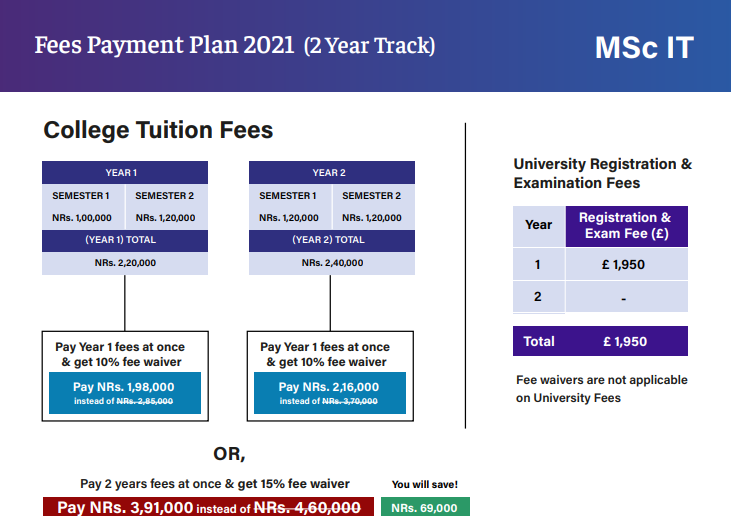 Fees Payment Plan 2021 (2 Year Track)
MSc IT
College Tuition Fees
YEAR 1
SEMESTER 1 SEMESTER 2
NRs. 1,00,000 NRs. 1,20,000
(YEAR 1) TOTAL
NRs. 2,20,000
Pay Year 1 fees at once
& get 10% fee waiver
Pay NRs. 1,98,000
instead of NRs. 2,85,000
YEAR 2
SEMESTER 1 SEMESTER 2
NRs. 1,20,000 NRs. 1,20,000
(YEAR 2) TOTAL
NRs. 2,40,000
Pay Year 1 fees at once
& get 10% fee waiver
Pay NRs. 2,16,000
instead of NRs. 3,70,000
OR,
Pay 2 years fees at once & get 15% fee waiver
Pay NRs. 3,91,000 instead of NRs. 4,60,000
You will save!
NRs. 69,000
University Registration &
Examination Fees
Year
Registration &
Exam Fee (£)
1 £ 1,950
2 -
Total £ 1,950
Fee waivers are not applicable
on University Fees